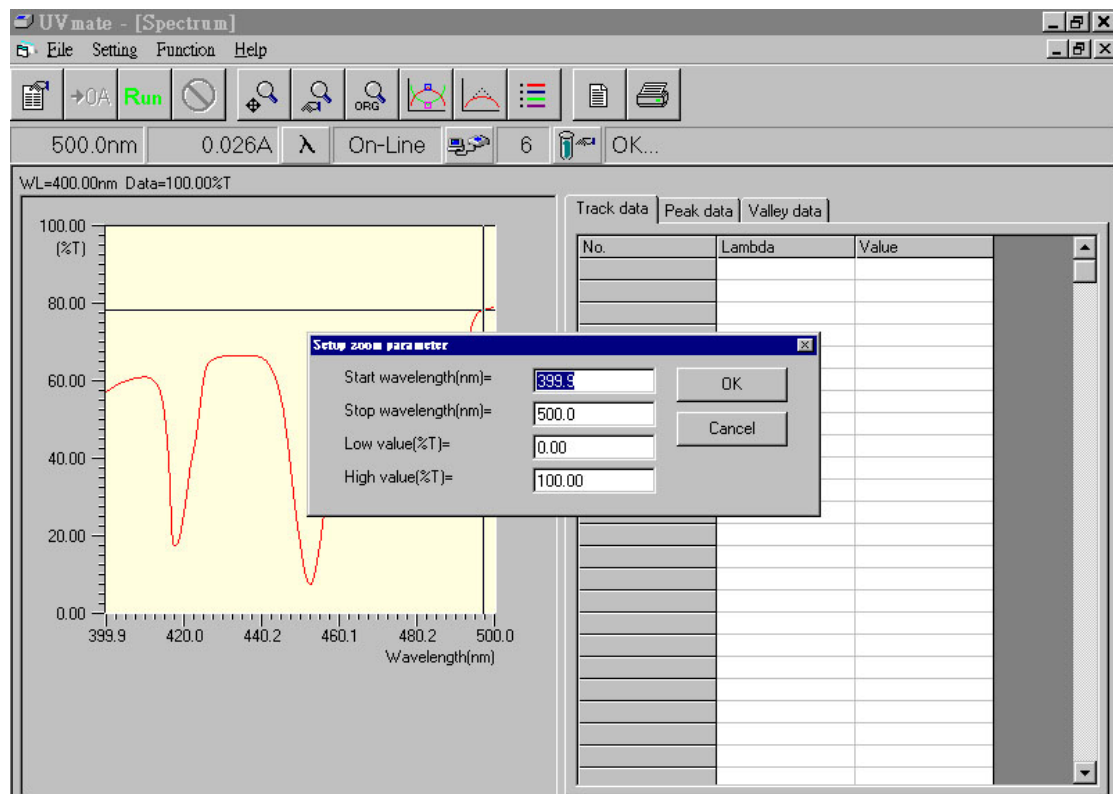 UVmate - [Spectrum]
File Setting Function Help
→0A Run ORG
500.0nm 0.026A λ On-Line 6 OK...
WL=400.00nm Data=100.00%T
Track data Peak data Valley data
No. Lambda Value
100.00
(%T)
80.00
60.00
40.00
20.00
0.00
399.9 420.0 440.2 460.1 480.2 500.0
Wavelength(nm)
Setup zoom parameter
Start wavelength(nm)= 399.9 OK
Stop wavelength(nm)= 500.0 Cancel
Low value(%T)= 0.00
High value(%T)= 100.00